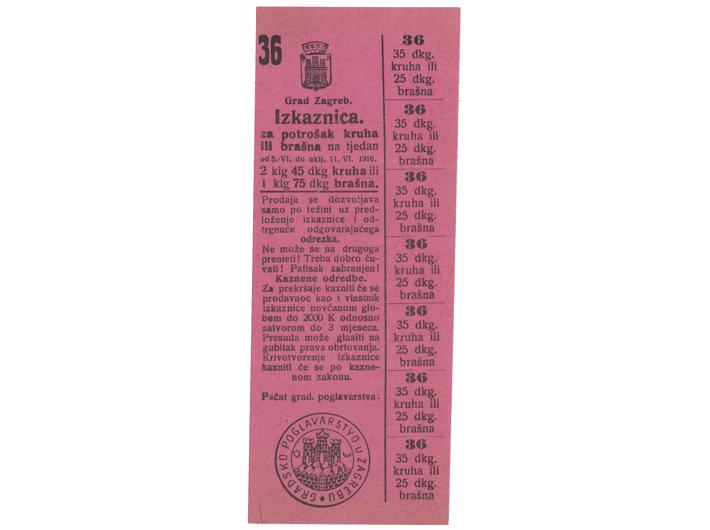 36
Grad Zagreb.
Izkaznica.
za potrošak kruha
ili brašna na tjedan
od 5./VI. do uklj. 11./VI. 1916.
2 klg 45 dkg kruha ili
1 klg 75 dkg brašna.
Prodaja se dozvoljava
samo po težini uz pred-
loženje izkaznice i od-
trgnuće odgovarajućega
odrezka.
Ne može se na drugoga
prenieti! Treba dobro ču-
vati! Patisak zabranjen!
Kaznene odredbe.
Za prekršaje kazniti će se
prodavaoc kao i vlastnik
izkaznice novčanom glo-
bom do 2000 K odnosno
zatvorom do 3 mjeseca.
Presuda može glasiti na
gubitak prava obrtovanja.
Krivotvorenje izkaznice
kazniti će se po kazne-
nom zakonu.
Pačat grad. poglavarstva:
GRADSKO POGLAVARSTVO U ZAGREBU
36
35 dkg.
kruha ili
25 dkg.
brašna
36
35 dkg.
kruha ili
25 dkg.
brašna
36
35 dkg.
kruha ili
25 dkg.
brašna
36
35 dkg.
kruha ili
25 dkg.
brašna
36
35 dkg.
kruha ili
25 dkg.
brašna
36
35 dkg.
kruha ili
25 dkg.
brašna
36
35 dkg.
kruha ili
25 dkg.
brašna